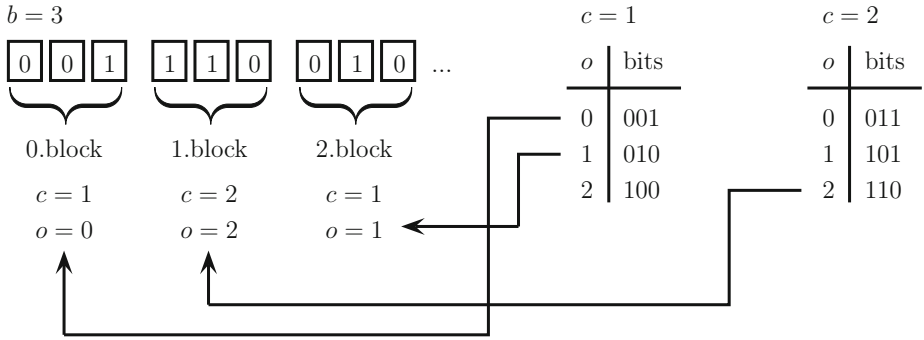 b = 3
c = 1
c = 2
0 0 1 1 1 0 0 1 0 ...
o bits
o bits
0 001
0 011
0.block 1.block 2.block
1 010
1 101
c = 1 c = 2 c = 1
2 100
2 110
o = 0 o = 2 o = 1